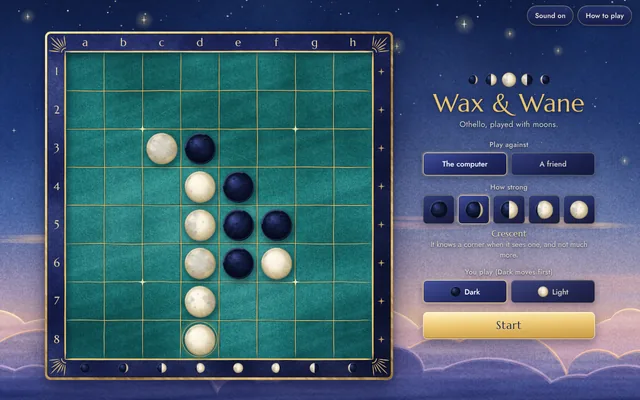 Sound on
How to play
a b c d e f g h
1
2
3
4
5
6
7
8
Wax & Wane
Othello, played with moons.
Play against
The computer
A friend
How strong
Crescent
It knows a corner when it sees one, and not much
more.
You play (Dark moves first)
Dark
Light
Start